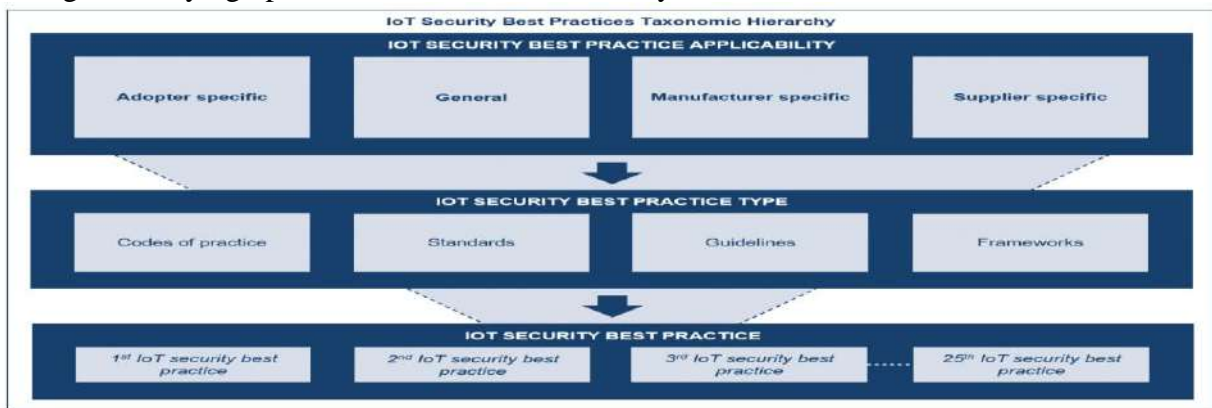 IoT Security Best Practices Taxonomic Hierarchy
IOT SECURITY BEST PRACTICE APPLICABILITY
Adopter specific
General
Manufacturer specific
Supplier specific
IOT SECURITY BEST PRACTICE TYPE
Codes of practice
Standards
Guidelines
Frameworks
IOT SECURITY BEST PRACTICE
1st IoT security best
practice
2nd IoT security best
practice
3rd IoT security best
practice
25th IoT security best
practice